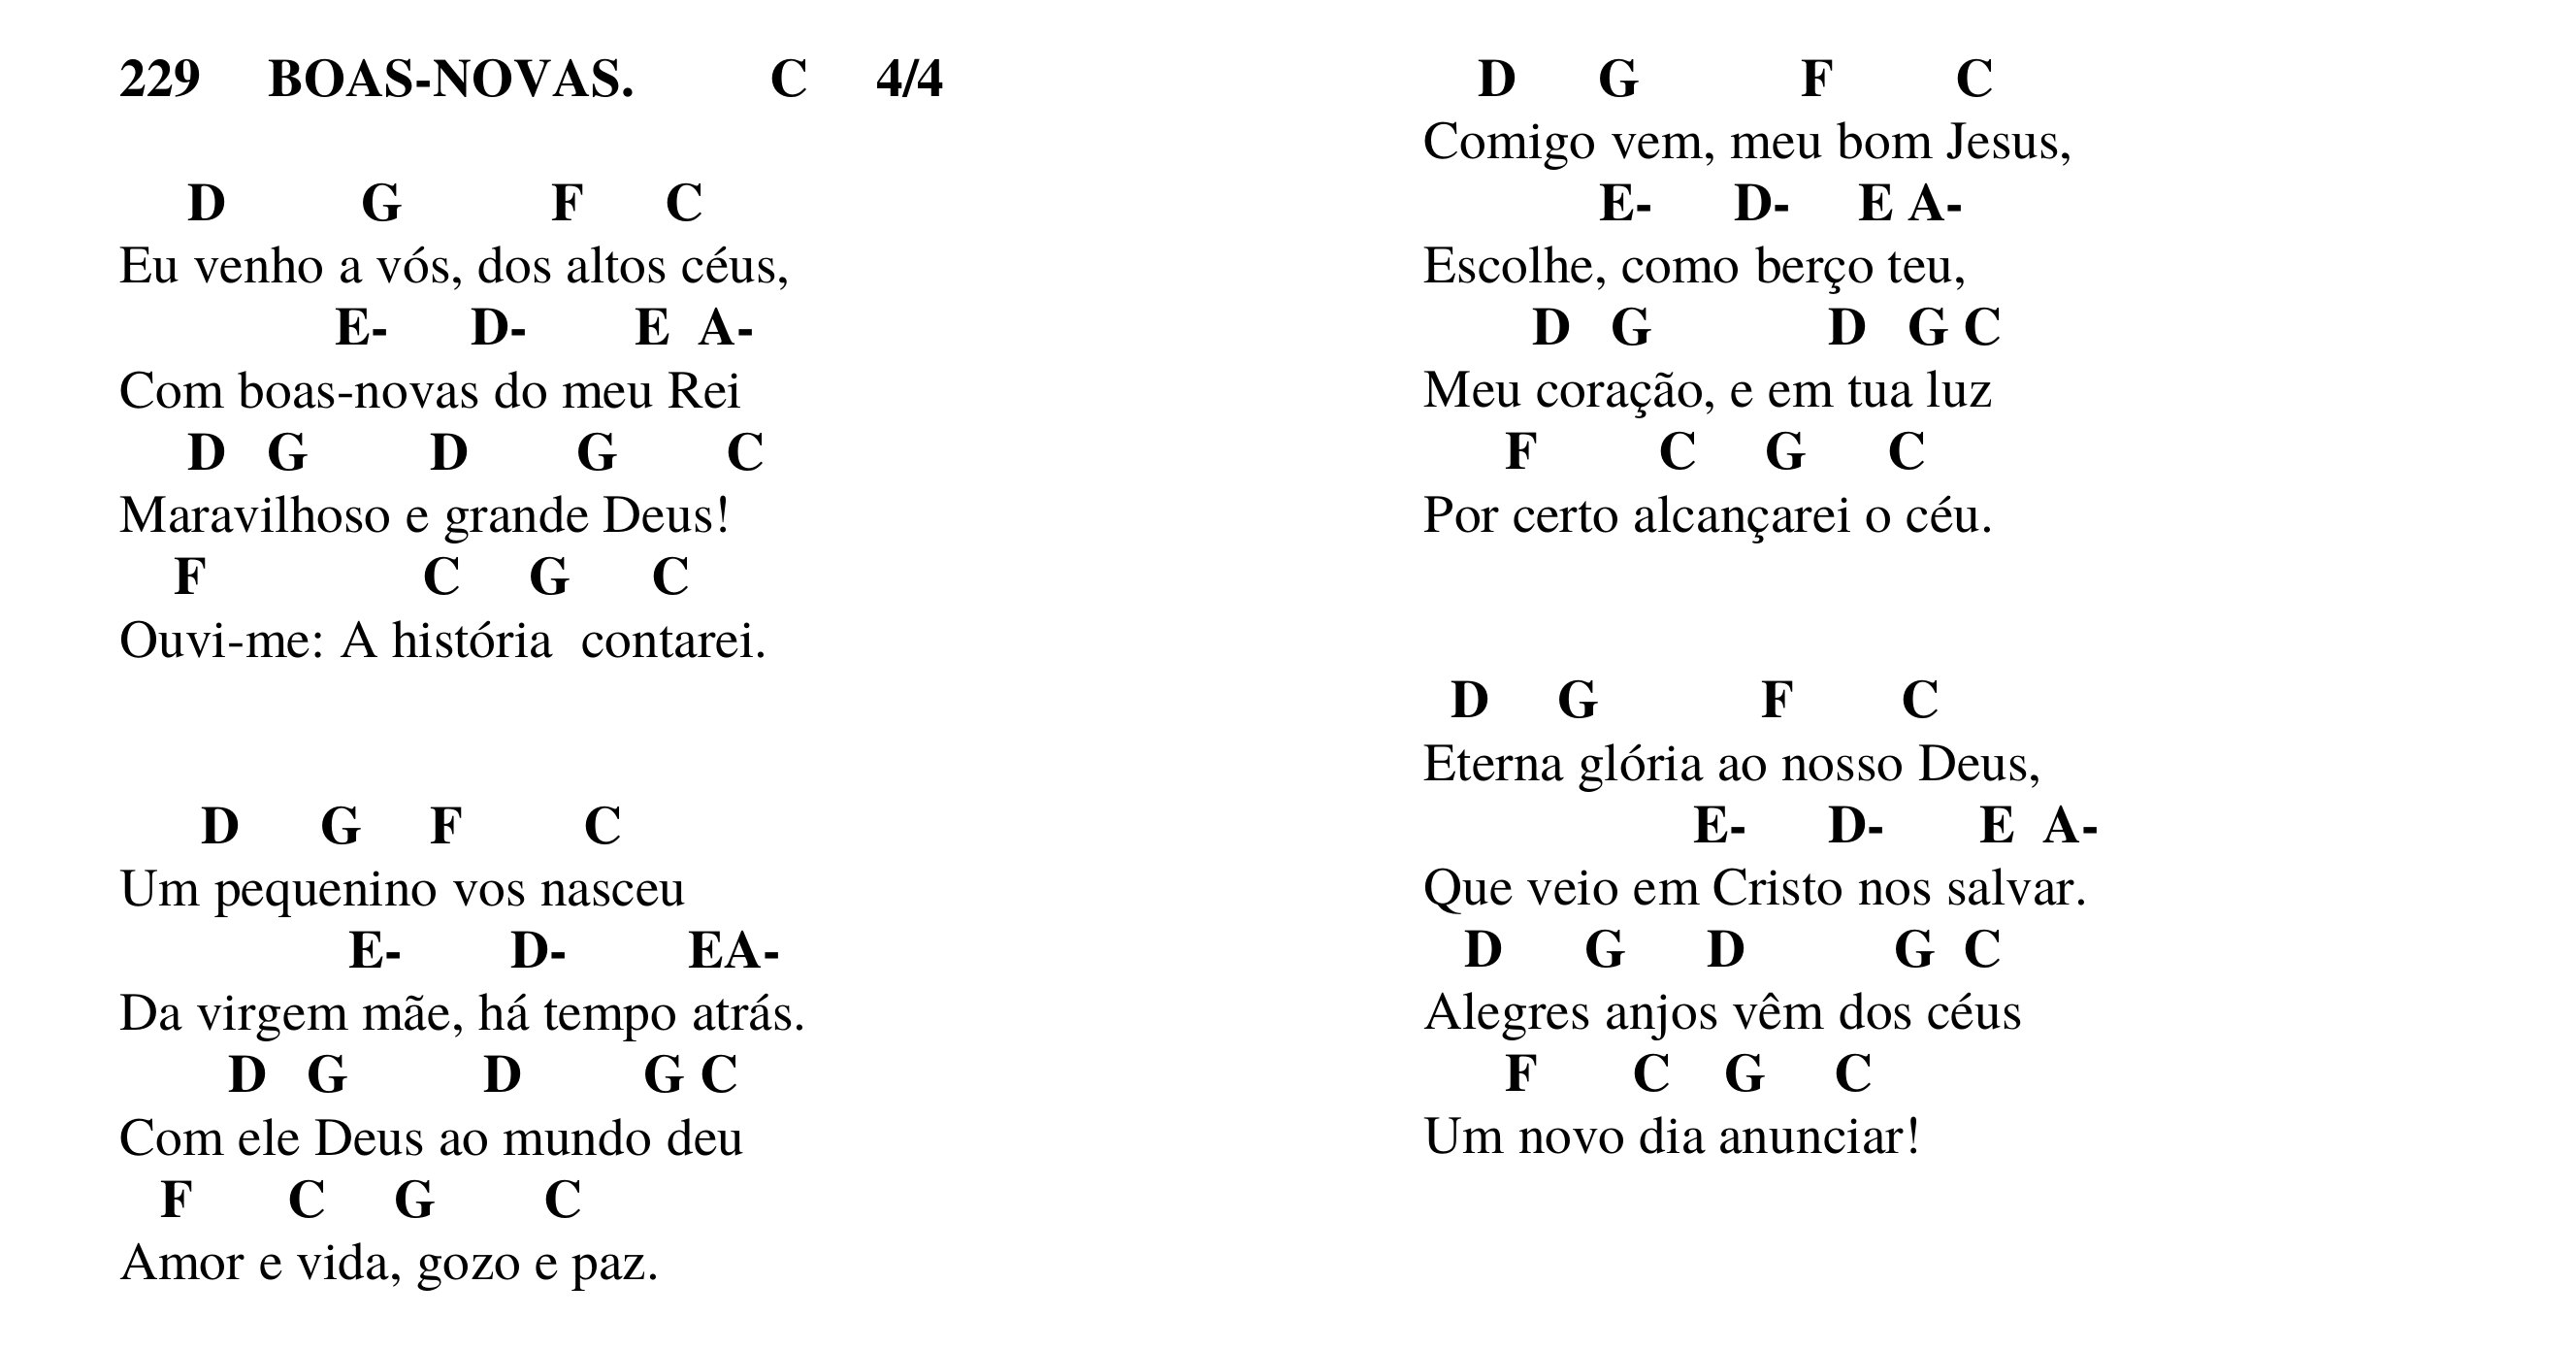 229 BOAS-NOVAS. C 4/4
D G F C
Eu venho a vós, dos altos céus,
E- D- E A-
Com boas-novas do meu Rei
D G D G C
Maravilhoso e grande Deus!
F C G C
Ouvi-me: A história contarei.
D G F C
Um pequenino vos nasceu
E- D- EA-
Da virgem mãe, há tempo atrás.
D G D G C
Com ele Deus ao mundo deu
F C G C
Amor e vida, gozo e paz.
D G F C
Comigo vem, meu bom Jesus,
E- D- E A-
Escolhe, como berço teu,
D G D G C
Meu coração, e em tua luz
F C G C
Por certo alcançarei o céu.
D G F C
Eterna glória ao nosso Deus,
E- D- E A-
Que veio em Cristo nos salvar.
D G D G C
Alegres anjos vêm dos céus
F C G C
Um novo dia anunciar!